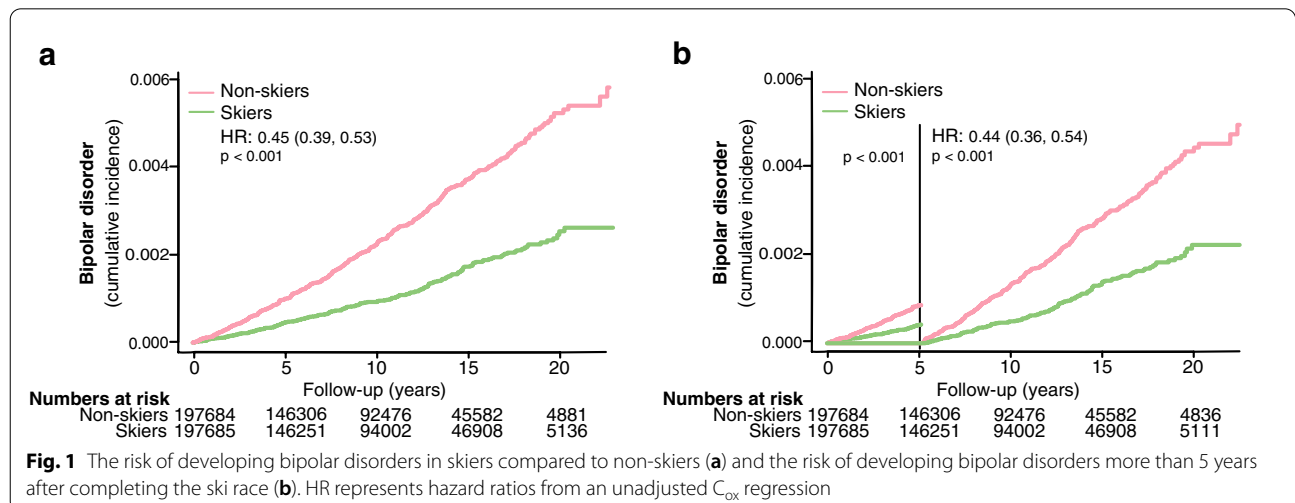 a
Bipolar disorder
(cumulative incidence)
0.006
0.004
0.002
0.000
Non-skiers
Skiers
HR: 0.45 (0.39, 0.53)
p < 0.001
0 5 10 15 20
Follow-up (years)
Numbers at risk
Non-skiers 197684 146306 92476 45582 4881
Skiers 197685 146251 94002 46908 5136
b
Bipolar disorder
(cumulative incidence)
0.006
0.004
0.002
0.000
Non-skiers
Skiers
HR: 0.44 (0.36, 0.54)
p < 0.001 p < 0.001
0 5 10 15 20
Follow-up (years)
Numbers at risk
Non-skiers 197684 146306 92476 45582 4836
Skiers 197685 146251 94002 46908 5111
Fig. 1 The risk of developing bipolar disorders in skiers compared to non-skiers (a) and the risk of developing bipolar disorders more than 5 years
after completing the ski race (b). HR represents hazard ratios from an unadjusted Cox regression